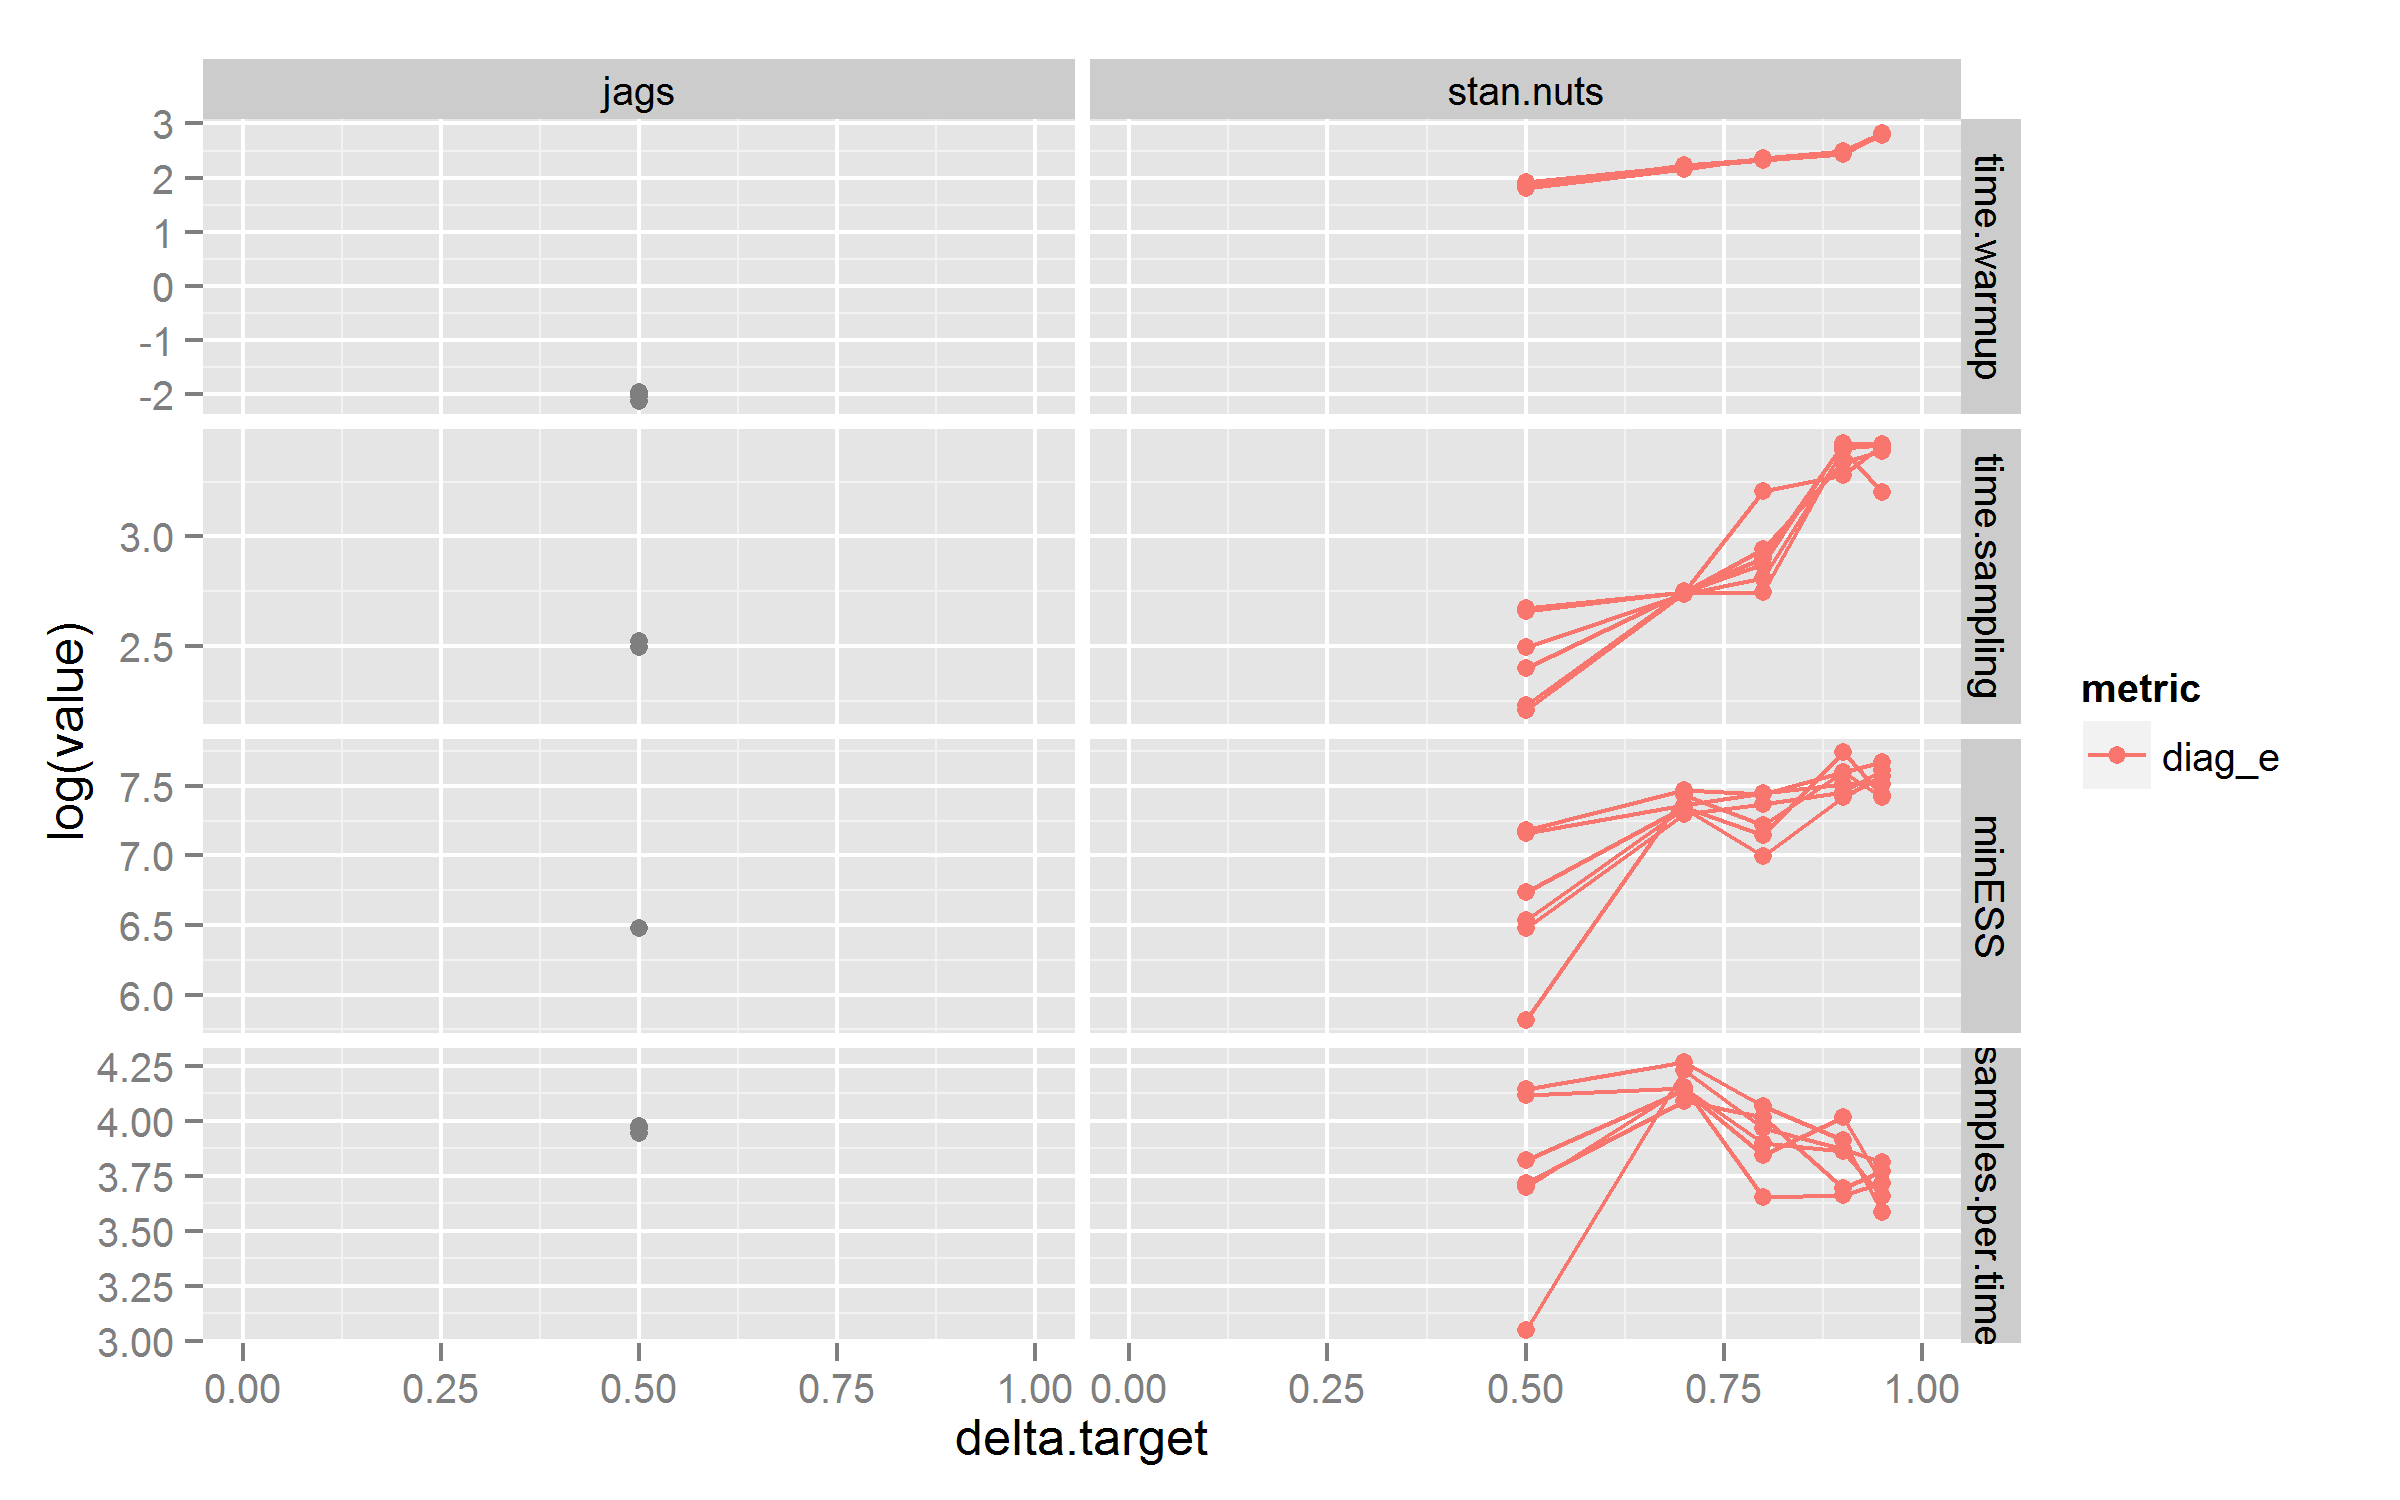 jags
stan.nuts
3
2
1
0
-1
-2
time.warmup
3.0
2.5
time.sampling
7.5
7.0
6.5
6.0
minESS
4.25
4.00
3.75
3.50
3.25
3.00
samples.per.time
log(value)
0.00 0.25 0.50 0.75 1.00
0.00 0.25 0.50 0.75 1.00
delta.target
metric
diag_e